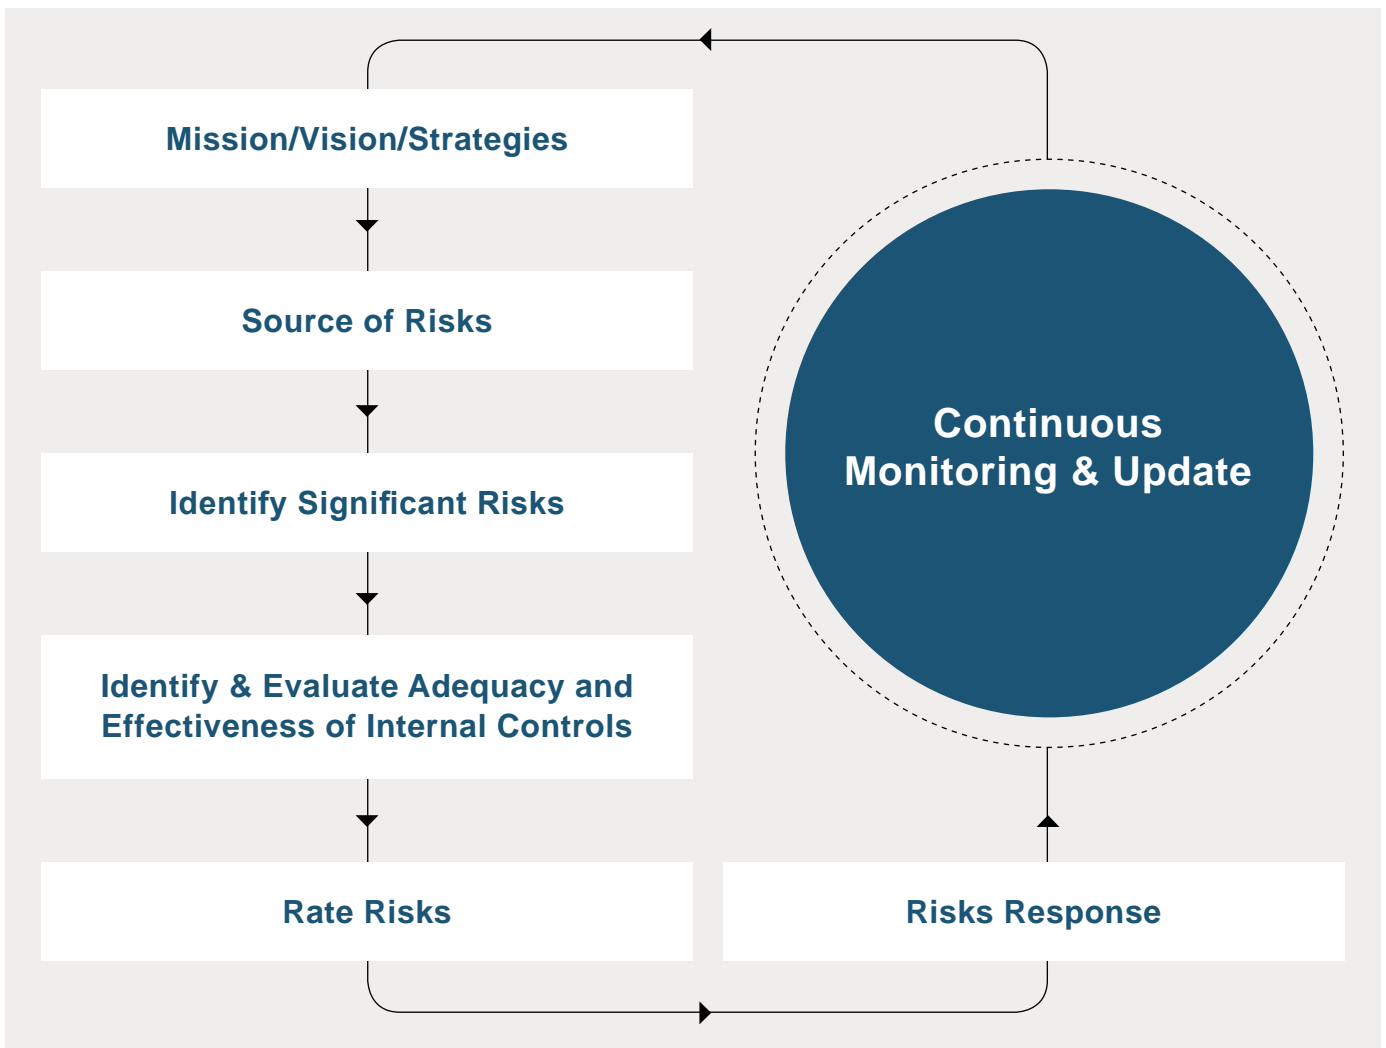 Mission/Vision/Strategies
Source of Risks
Identify Significant Risks
Identify & Evaluate Adequacy and
Effectiveness of Internal Controls
Rate Risks
Risks Response
Continuous
Monitoring & Update